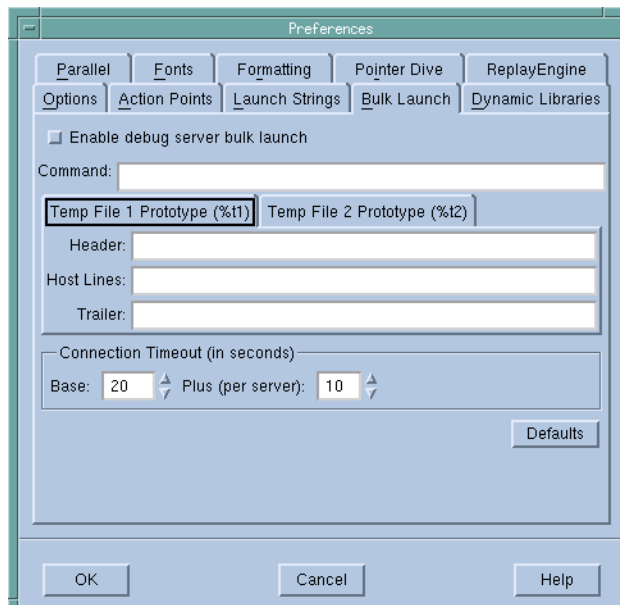 Preferences
Parallel Fonts Formatting Pointer Dive ReplayEngine
Options Action Points Launch Strings Bulk Launch Dynamic Libraries
Enable debug server bulk launch
Command:
Temp File 1 Prototype (%t1) Temp File 2 Prototype (%t2)
Header:
Host Lines:
Trailer:
Connection Timeout (in seconds)
Base: 20 Plus (per server): 10
Defaults
OK Cancel Help